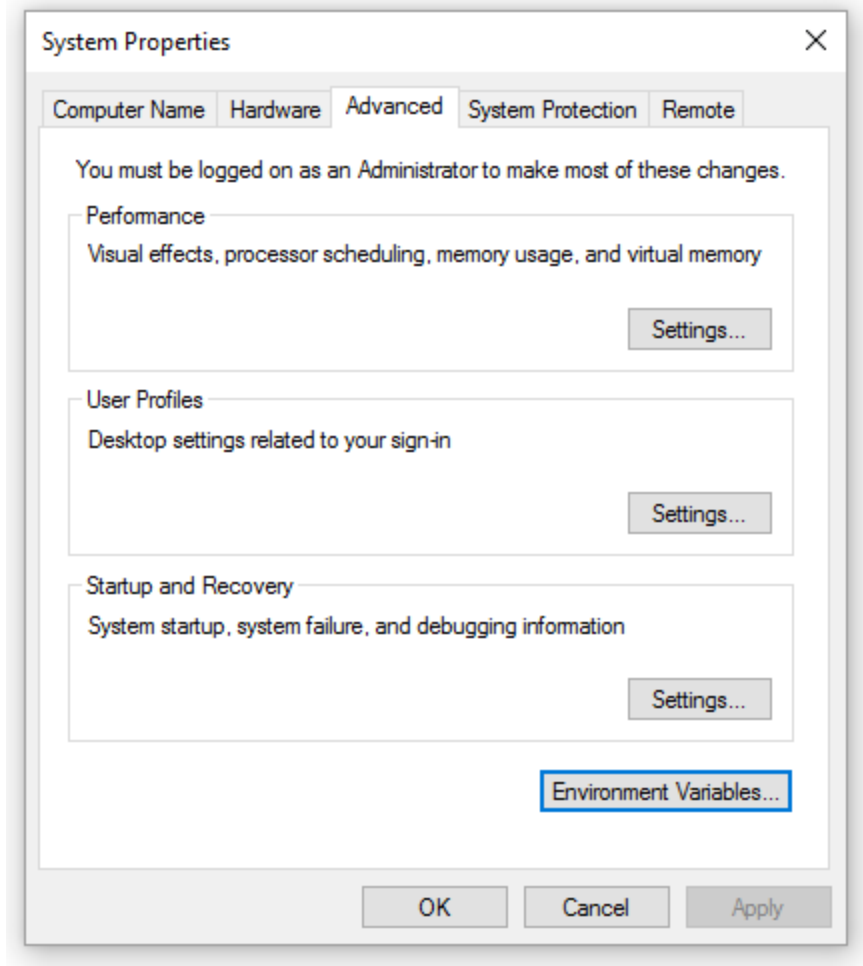 System Properties
Computer Name Hardware Advanced System Protection Remote
You must be logged on as an Administrator to make most of these changes.
Performance
Visual effects, processor scheduling, memory usage, and virtual memory
Settings...
User Profiles
Desktop settings related to your sign-in
Settings...
Startup and Recovery
System startup, system failure, and debugging information
Settings...
Environment Variables...
OK Cancel Apply